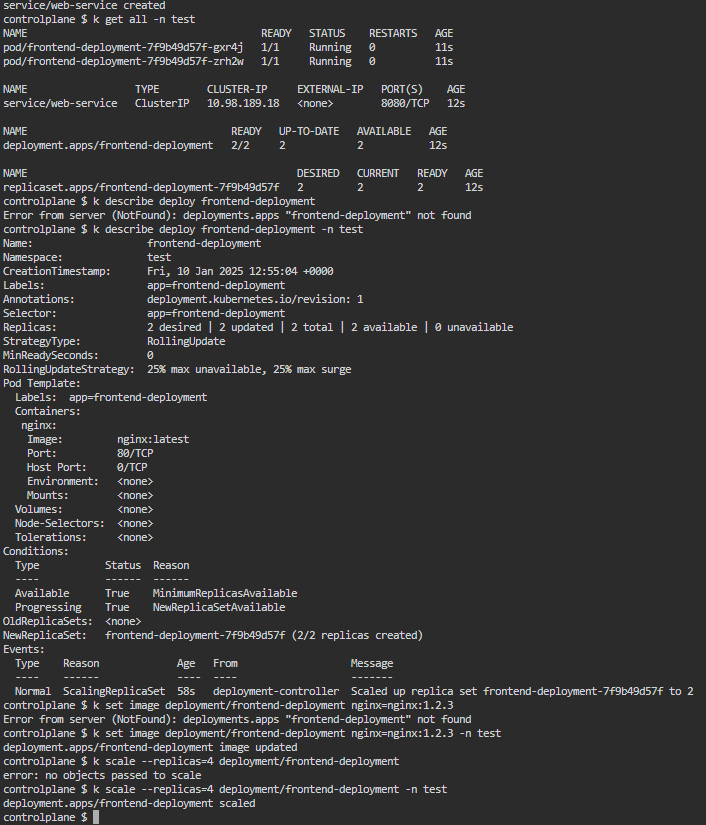 service/web-service created
controlplane $ k get all -n test
NAME READY STATUS RESTARTS AGE
pod/frontend-deployment-7f9b49d57f-gxr4j 1/1 Running 0 11s
pod/frontend-deployment-7f9b49d57f-zrh2w 1/1 Running 0 11s
NAME TYPE CLUSTER-IP EXTERNAL-IP PORT(S) AGE
service/web-service ClusterIP 10.98.189.18 <none> 8080/TCP 12s
NAME READY UP-TO-DATE AVAILABLE AGE
deployment.apps/frontend-deployment 2/2 2 2 12s
NAME DESIRED CURRENT READY AGE
replicaset.apps/frontend-deployment-7f9b49d57f 2 2 2 12s
controlplane $ k describe deploy frontend-deployment
Error from server (NotFound): deployments.apps "frontend-deployment" not found
controlplane $ k describe deploy frontend-deployment -n test
Name: frontend-deployment
Namespace: test
CreationTimestamp: Fri, 10 Jan 2025 12:55:04 +0000
Labels: app=frontend-deployment
Annotations: deployment.kubernetes.io/revision: 1
Selector: app=frontend-deployment
Replicas: 2 desired | 2 updated | 2 total | 2 available | 0 unavailable
StrategyType: RollingUpdate
MinReadySeconds: 0
RollingUpdateStrategy: 25% max unavailable, 25% max surge
Pod Template:
Labels: app=frontend-deployment
Containers:
nginx:
Image: nginx:latest
Port: 80/TCP
Host Port: 0/TCP
Environment: <none>
Mounts: <none>
Volumes: <none>
Node-Selectors: <none>
Tolerations: <none>
Conditions:
Type Status Reason
---- ------ ------
Available True MinimumReplicasAvailable
Progressing True NewReplicaSetAvailable
OldReplicaSets: <none>
NewReplicaSet: frontend-deployment-7f9b49d57f (2/2 replicas created)
Events:
Type Reason Age From Message
---- ------ ---- ---- -------
Normal ScalingReplicaSet 58s deployment-controller Scaled up replica set frontend-deployment-7f9b49d57f to 2
controlplane $ k set image deployment/frontend-deployment nginx=nginx:1.2.3
Error from server (NotFound): deployments.apps "frontend-deployment" not found
controlplane $ k set image deployment/frontend-deployment nginx=nginx:1.2.3 -n test
deployment.apps/frontend-deployment image updated
controlplane $ k scale --replicas=4 deployment/frontend-deployment
error: no objects passed to scale
controlplane $ k scale --replicas=4 deployment/frontend-deployment -n test
deployment.apps/frontend-deployment scaled
controlplane $